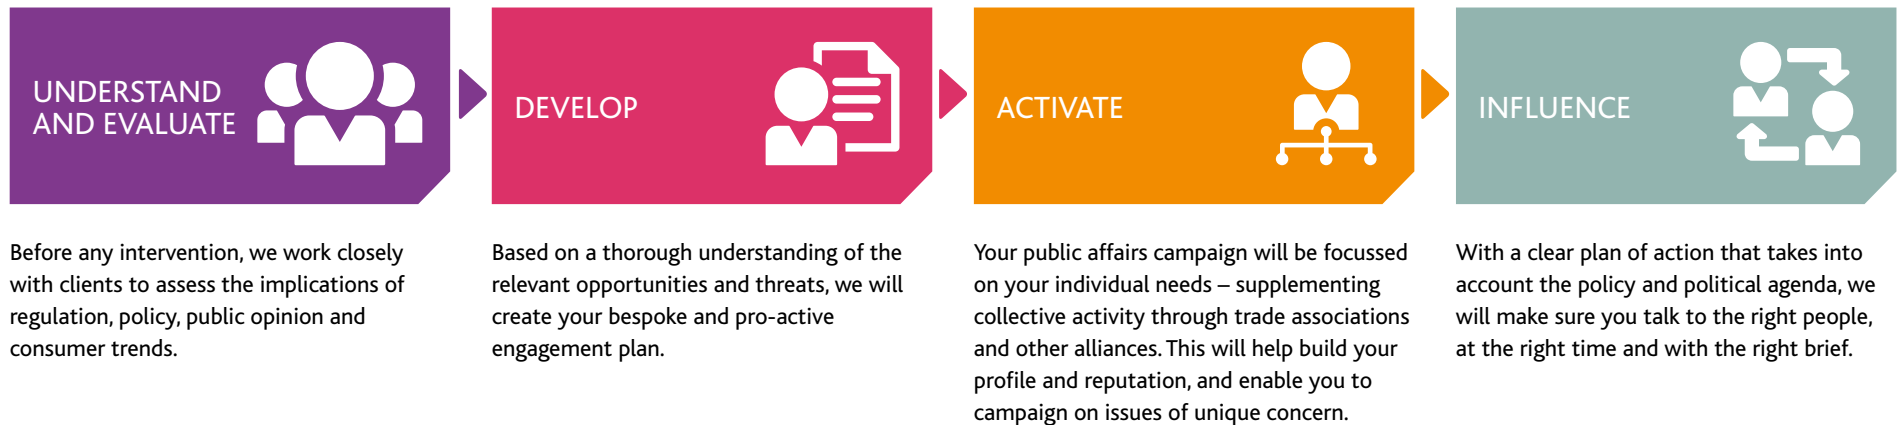 UNDERSTAND
AND EVALUATE
Before any intervention, we work closely
with clients to assess the implications of
regulation, policy, public opinion and
consumer trends.
DEVELOP
Based on a thorough understanding of the
relevant opportunities and threats, we will
create your bespoke and pro-active
engagement plan.
ACTIVATE
Your public affairs campaign will be focussed
on your individual needs – supplementing
collective activity through trade associations
and other alliances. This will help build your
profile and reputation, and enable you to
campaign on issues of unique concern.
INFLUENCE
With a clear plan of action that takes into
account the policy and political agenda, we
will make sure you talk to the right people,
at the right time and with the right brief.